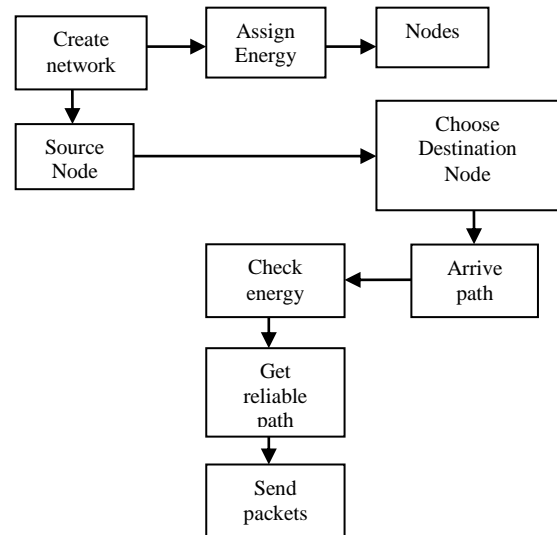 Create
network
Assign
Energy
Nodes
Source
Node
Choose
Destination
Node
Arrive
path
Check
energy
Get
reliable
path
Send
packets